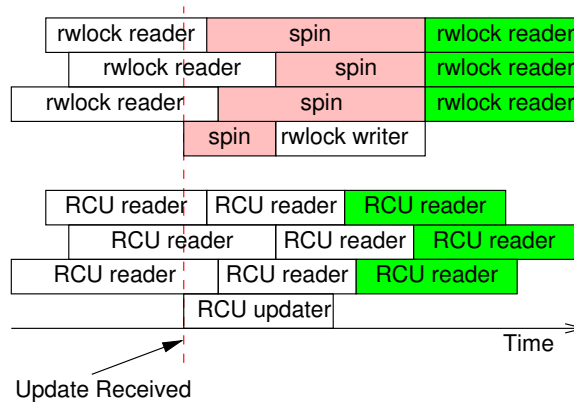 rwlock reader spin rwlock reader
rwlock reader spin rwlock reader
rwlock reader spin rwlock reader
spin rwlock writer
RCU reader RCU reader RCU reader
RCU reader RCU reader RCU reader
RCU reader RCU reader RCU reader
RCU updater
Time
Update Received